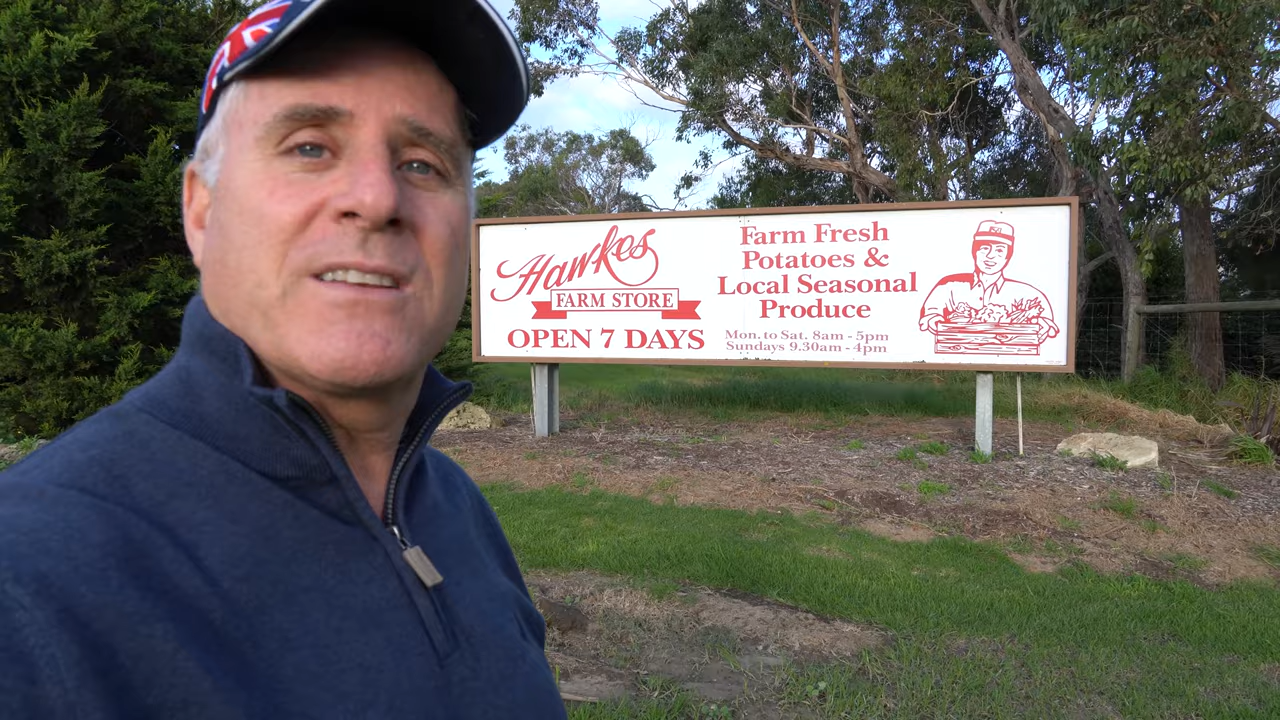 Hawkes
FARM STORE
OPEN 7 DAYS
Farm Fresh
Potatoes &
Local Seasonal
Produce
Mon. to Sat. 8am - 5pm
Sundays 9.30am - 4pm